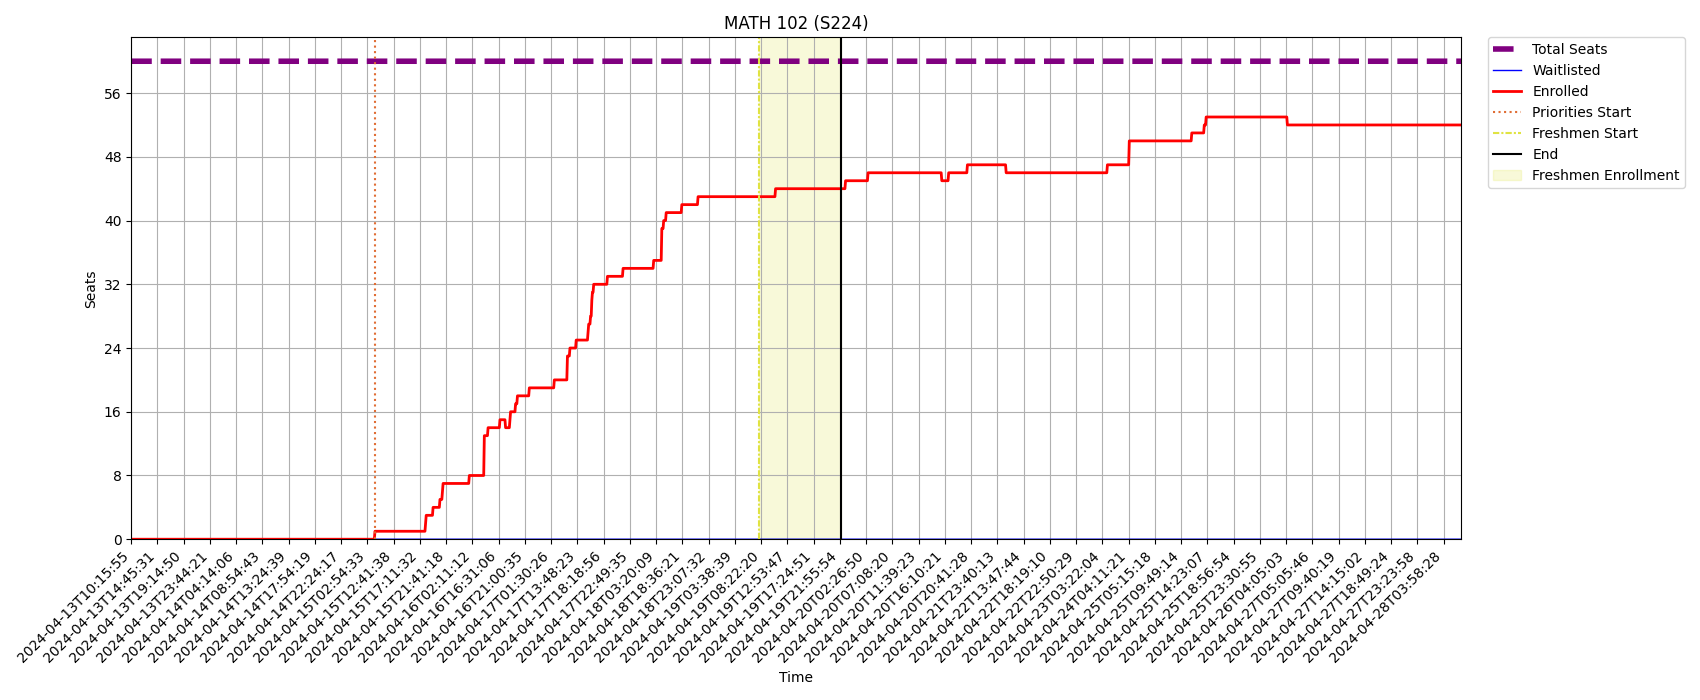 MATH 102 (S224)
Total Seats
Waitlisted
Enrolled
Priorities Start
Freshmen Start
End
Freshmen Enrollment
Seats
56
48
40
32
24
16
8
0
2024-04-13T10:15:55
2024-04-13T14:45:31
2024-04-13T19:14:50
2024-04-13T23:44:21
2024-04-14T04:14:06
2024-04-14T08:54:43
2024-04-14T13:24:39
2024-04-14T17:54:19
2024-04-14T22:24:17
2024-04-15T02:54:33
2024-04-15T12:41:38
2024-04-15T17:11:32
2024-04-15T21:41:18
2024-04-16T02:11:12
2024-04-16T16:31:06
2024-04-16T21:00:35
2024-04-17T01:30:26
2024-04-17T13:48:23
2024-04-17T18:18:56
2024-04-17T22:49:35
2024-04-18T03:20:09
2024-04-18T18:36:21
2024-04-18T23:07:32
2024-04-19T03:38:39
2024-04-19T08:22:20
2024-04-19T12:53:47
2024-04-19T17:24:51
2024-04-19T21:55:54
2024-04-20T02:26:50
2024-04-20T07:08:20
2024-04-20T11:39:23
2024-04-20T16:10:21
2024-04-20T20:41:28
2024-04-21T23:40:13
2024-04-22T13:47:44
2024-04-22T18:19:10
2024-04-22T22:50:29
2024-04-23T03:22:04
2024-04-24T04:11:21
2024-04-25T05:15:18
2024-04-25T09:49:14
2024-04-25T14:23:07
2024-04-25T18:56:54
2024-04-25T23:30:55
2024-04-26T04:05:03
2024-04-27T05:05:46
2024-04-27T09:40:19
2024-04-27T14:15:02
2024-04-27T18:49:24
2024-04-27T23:23:58
2024-04-28T03:58:28
Time